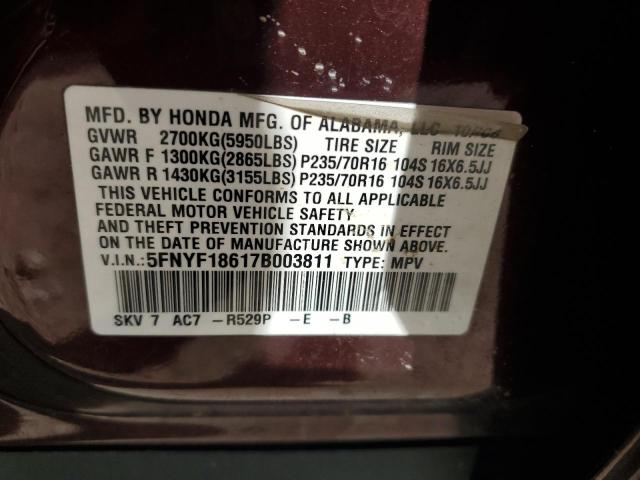 MFD. BY HONDA MFG. OF ALABAMA, LLC
GVWR 2700KG(5950LBS) TIRE SIZE RIM SIZE
GAWR F 1300KG(2865LBS) P235/70R16 104S 16X6.5JJ
GAWR R 1430KG(3155LBS) P235/70R16 104S 16X6.5JJ
THIS VEHICLE CONFORMS TO ALL APPLICABLE
FEDERAL MOTOR VEHICLE SAFETY
AND THEFT PREVENTION STANDARDS IN EFFECT
ON THE DATE OF MANUFACTURE SHOWN ABOVE.
V.I.N.: 5FNYF18617B003811 TYPE: MPV
SKV 7 AC7 -R529P -E -B